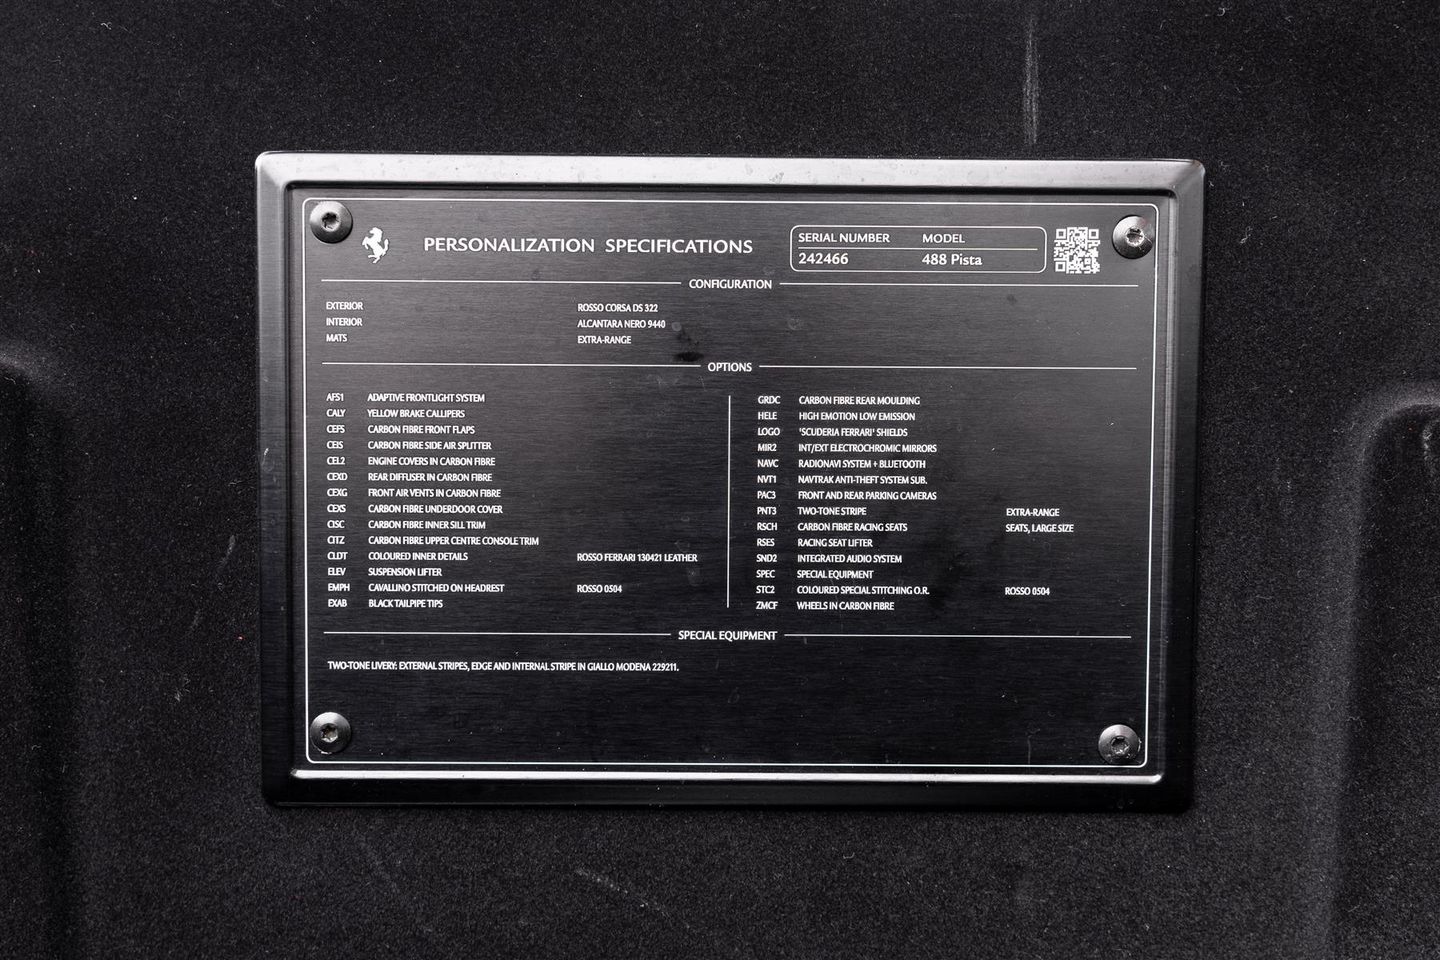 PERSONALIZATION SPECIFICATIONS
SERIAL NUMBER MODEL
242466 488 Pista
CONFIGURATION
EXTERIOR ROSSO CORSA DS 322
INTERIOR ALCANTARA NERO 9440
MATS EXTRA-RANGE
OPTIONS
AFS1 ADAPTIVE FRONTLIGHT SYSTEM
CALY YELLOW BRAKE CALLIPERS
CEFS CARBON FIBRE FRONT FLAPS
CEIS CARBON FIBRE SIDE AIR SPLITTER
CEL2 ENGINE COVERS IN CARBON FIBRE
CEXD REAR DIFFUSER IN CARBON FIBRE
CEXG FRONT AIR VENTS IN CARBON FIBRE
CEXS CARBON FIBRE UNDERDOOR COVER
CISC CARBON FIBRE INNER SILL TRIM
CITZ CARBON FIBRE UPPER CENTRE CONSOLE TRIM
CLDT COLOURED INNER DETAILS ROSSO FERRARI 130421 LEATHER
ELEV SUSPENSION LIFTER
EMPH CAVALLINO STITCHED ON HEADREST ROSSO 0504
EXAB BLACK TAILPIPE TIPS
GRDC CARBON FIBRE REAR MOULDING
HELE HIGH EMOTION LOW EMISSION
LOGO 'SCUDERIA FERRARI' SHIELDS
MIR2 INT/EXT ELECTROCHROMIC MIRRORS
NAVC RADIONAVI SYSTEM + BLUETOOTH
NVT1 NAVTRAK ANTI-THEFT SYSTEM SUB.
PAC3 FRONT AND REAR PARKING CAMERAS
PNT3 TWO-TONE STRIPE EXTRA-RANGE
RSCH CARBON FIBRE RACING SEATS SEATS, LARGE SIZE
RSES RACING SEAT LIFTER
SND2 INTEGRATED AUDIO SYSTEM
SPEC SPECIAL EQUIPMENT
STC2 COLOURED SPECIAL STITCHING O.R. ROSSO 0504
ZMCF WHEELS IN CARBON FIBRE
SPECIAL EQUIPMENT
TWO-TONE LIVERY: EXTERNAL STRIPES, EDGE AND INTERNAL STRIPE IN GIALLO MODENA 229211.